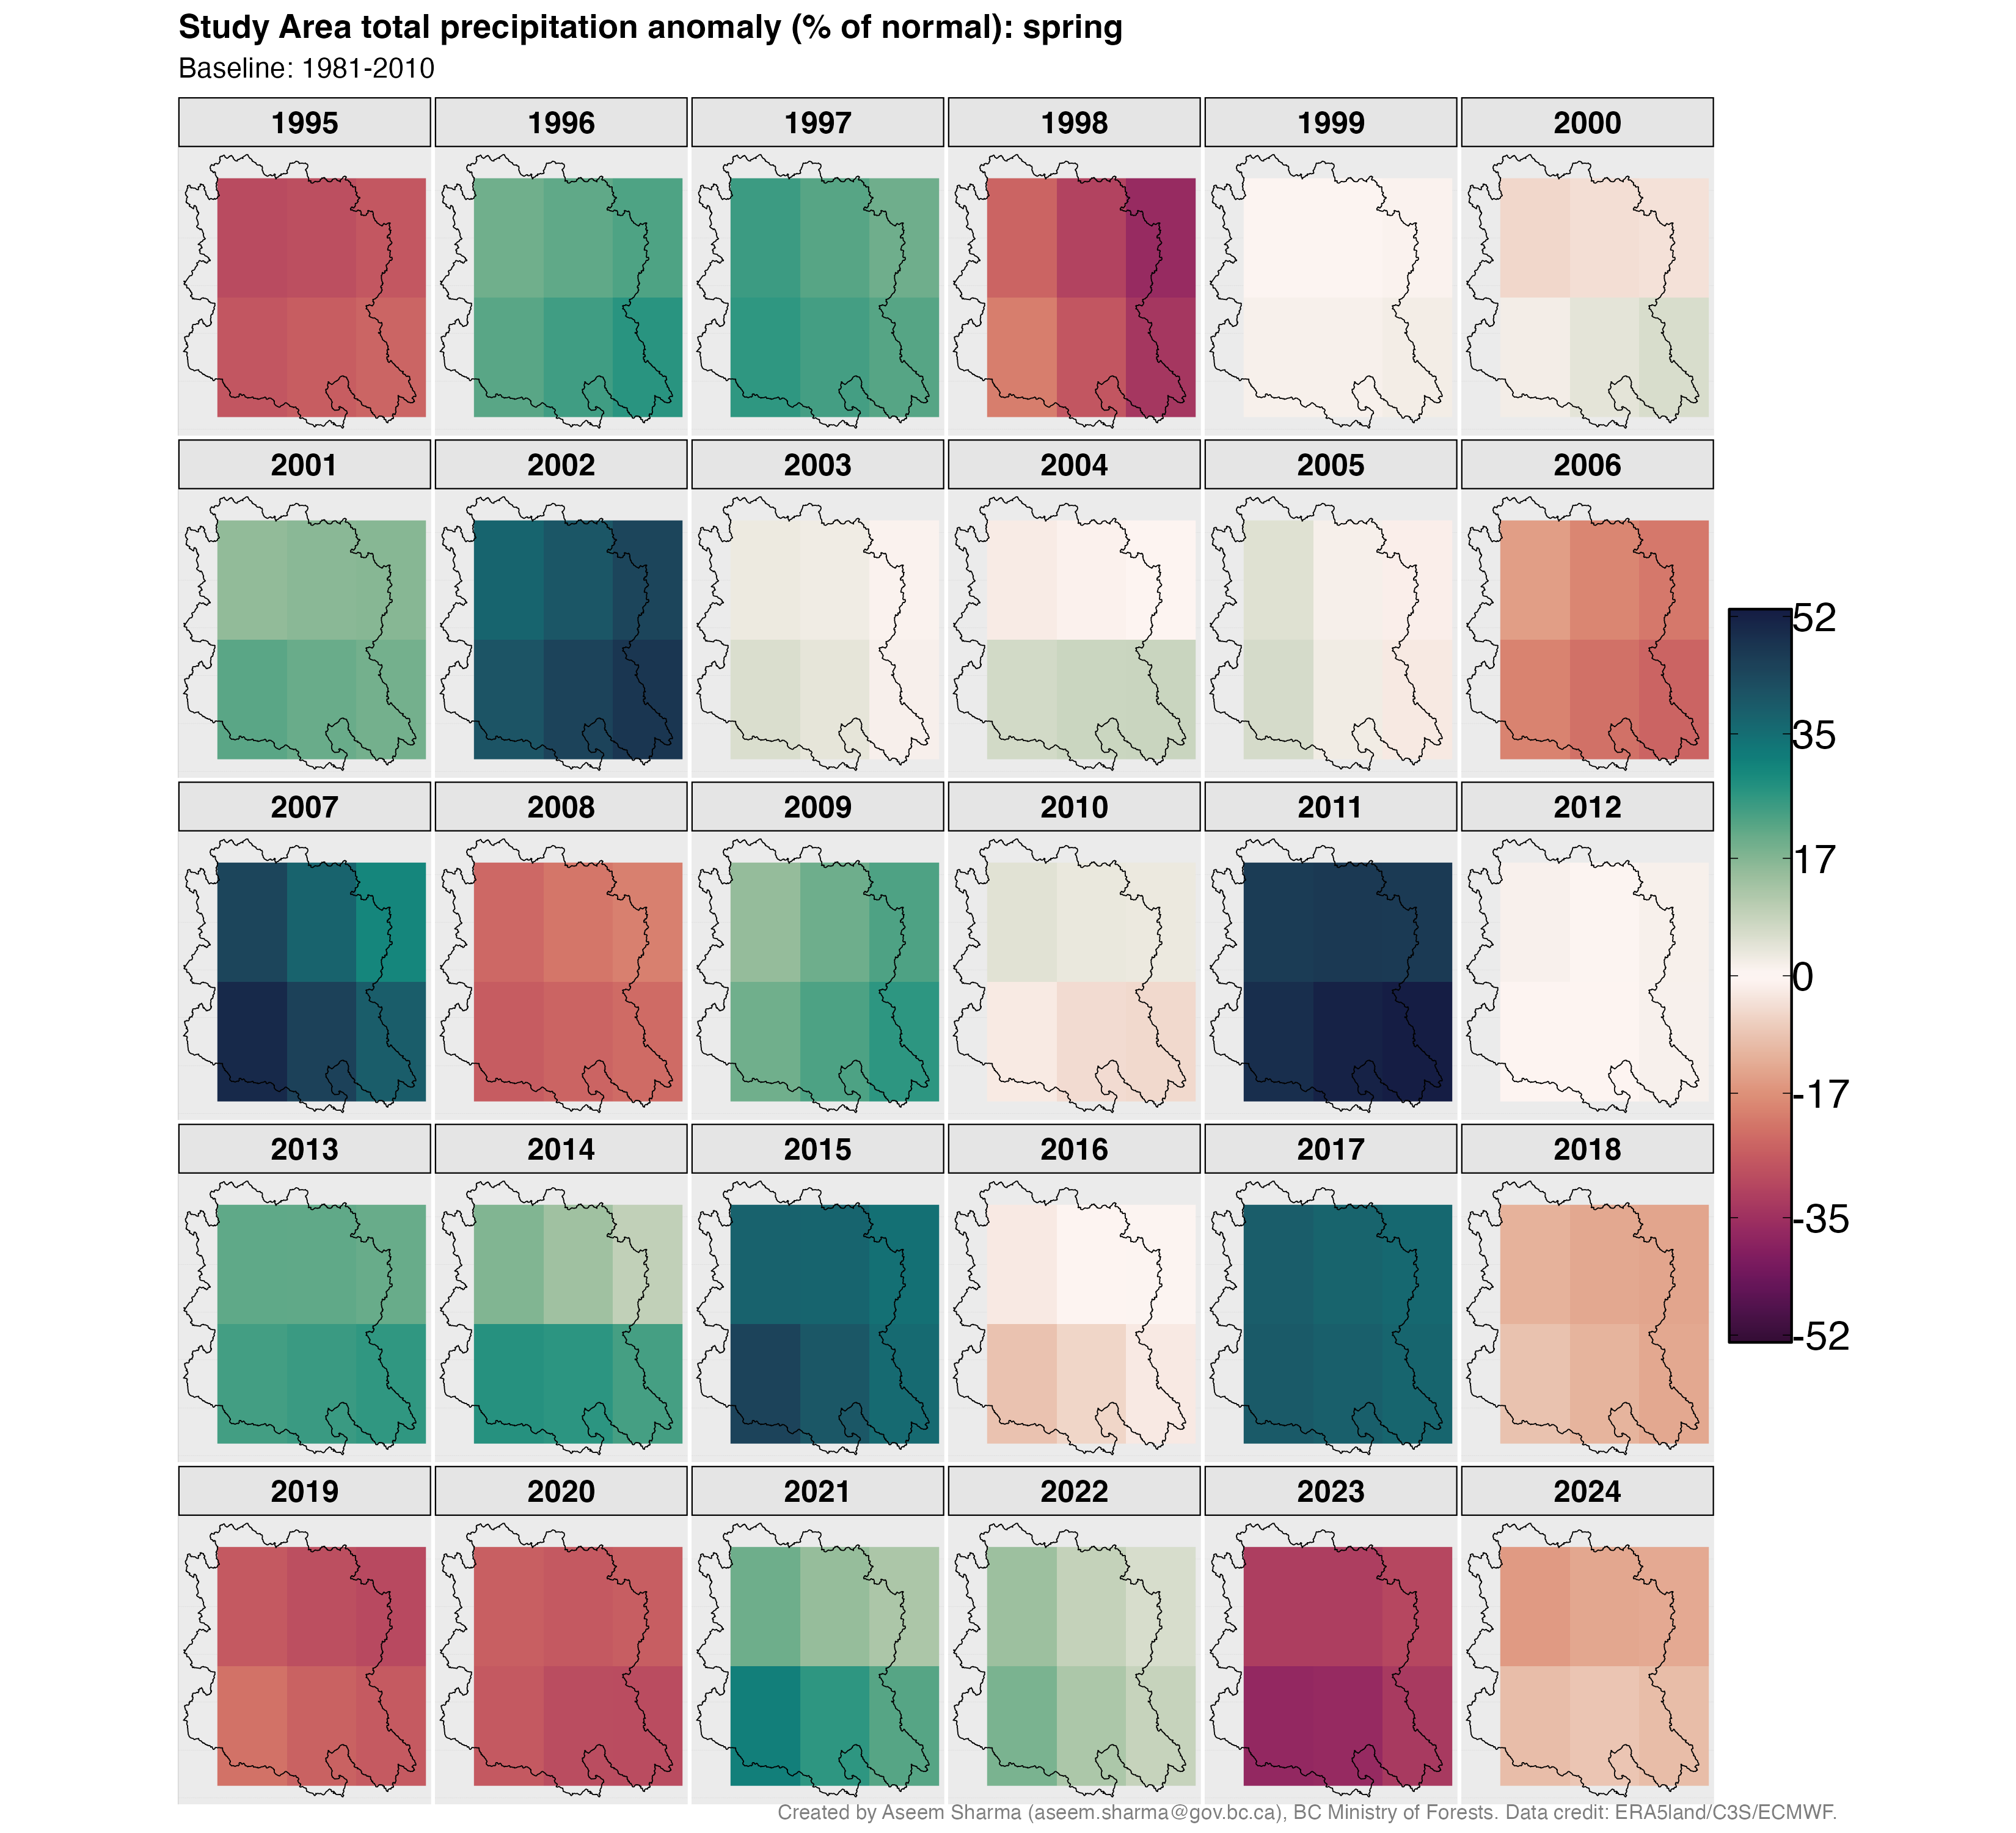 Study Area total precipitation anomaly (% of normal): spring
Baseline: 1981-2010
1995 1996 1997 1998 1999 2000
2001 2002 2003 2004 2005 2006
2007 2008 2009 2010 2011 2012
2013 2014 2015 2016 2017 2018
2019 2020 2021 2022 2023 2024
52
35
17
0
-17
-35
-52
Created by Aseem Sharma (aseem.sharma@gov.bc.ca), BC Ministry of Forests. Data credit: ERA5land/C3S/ECMWF.